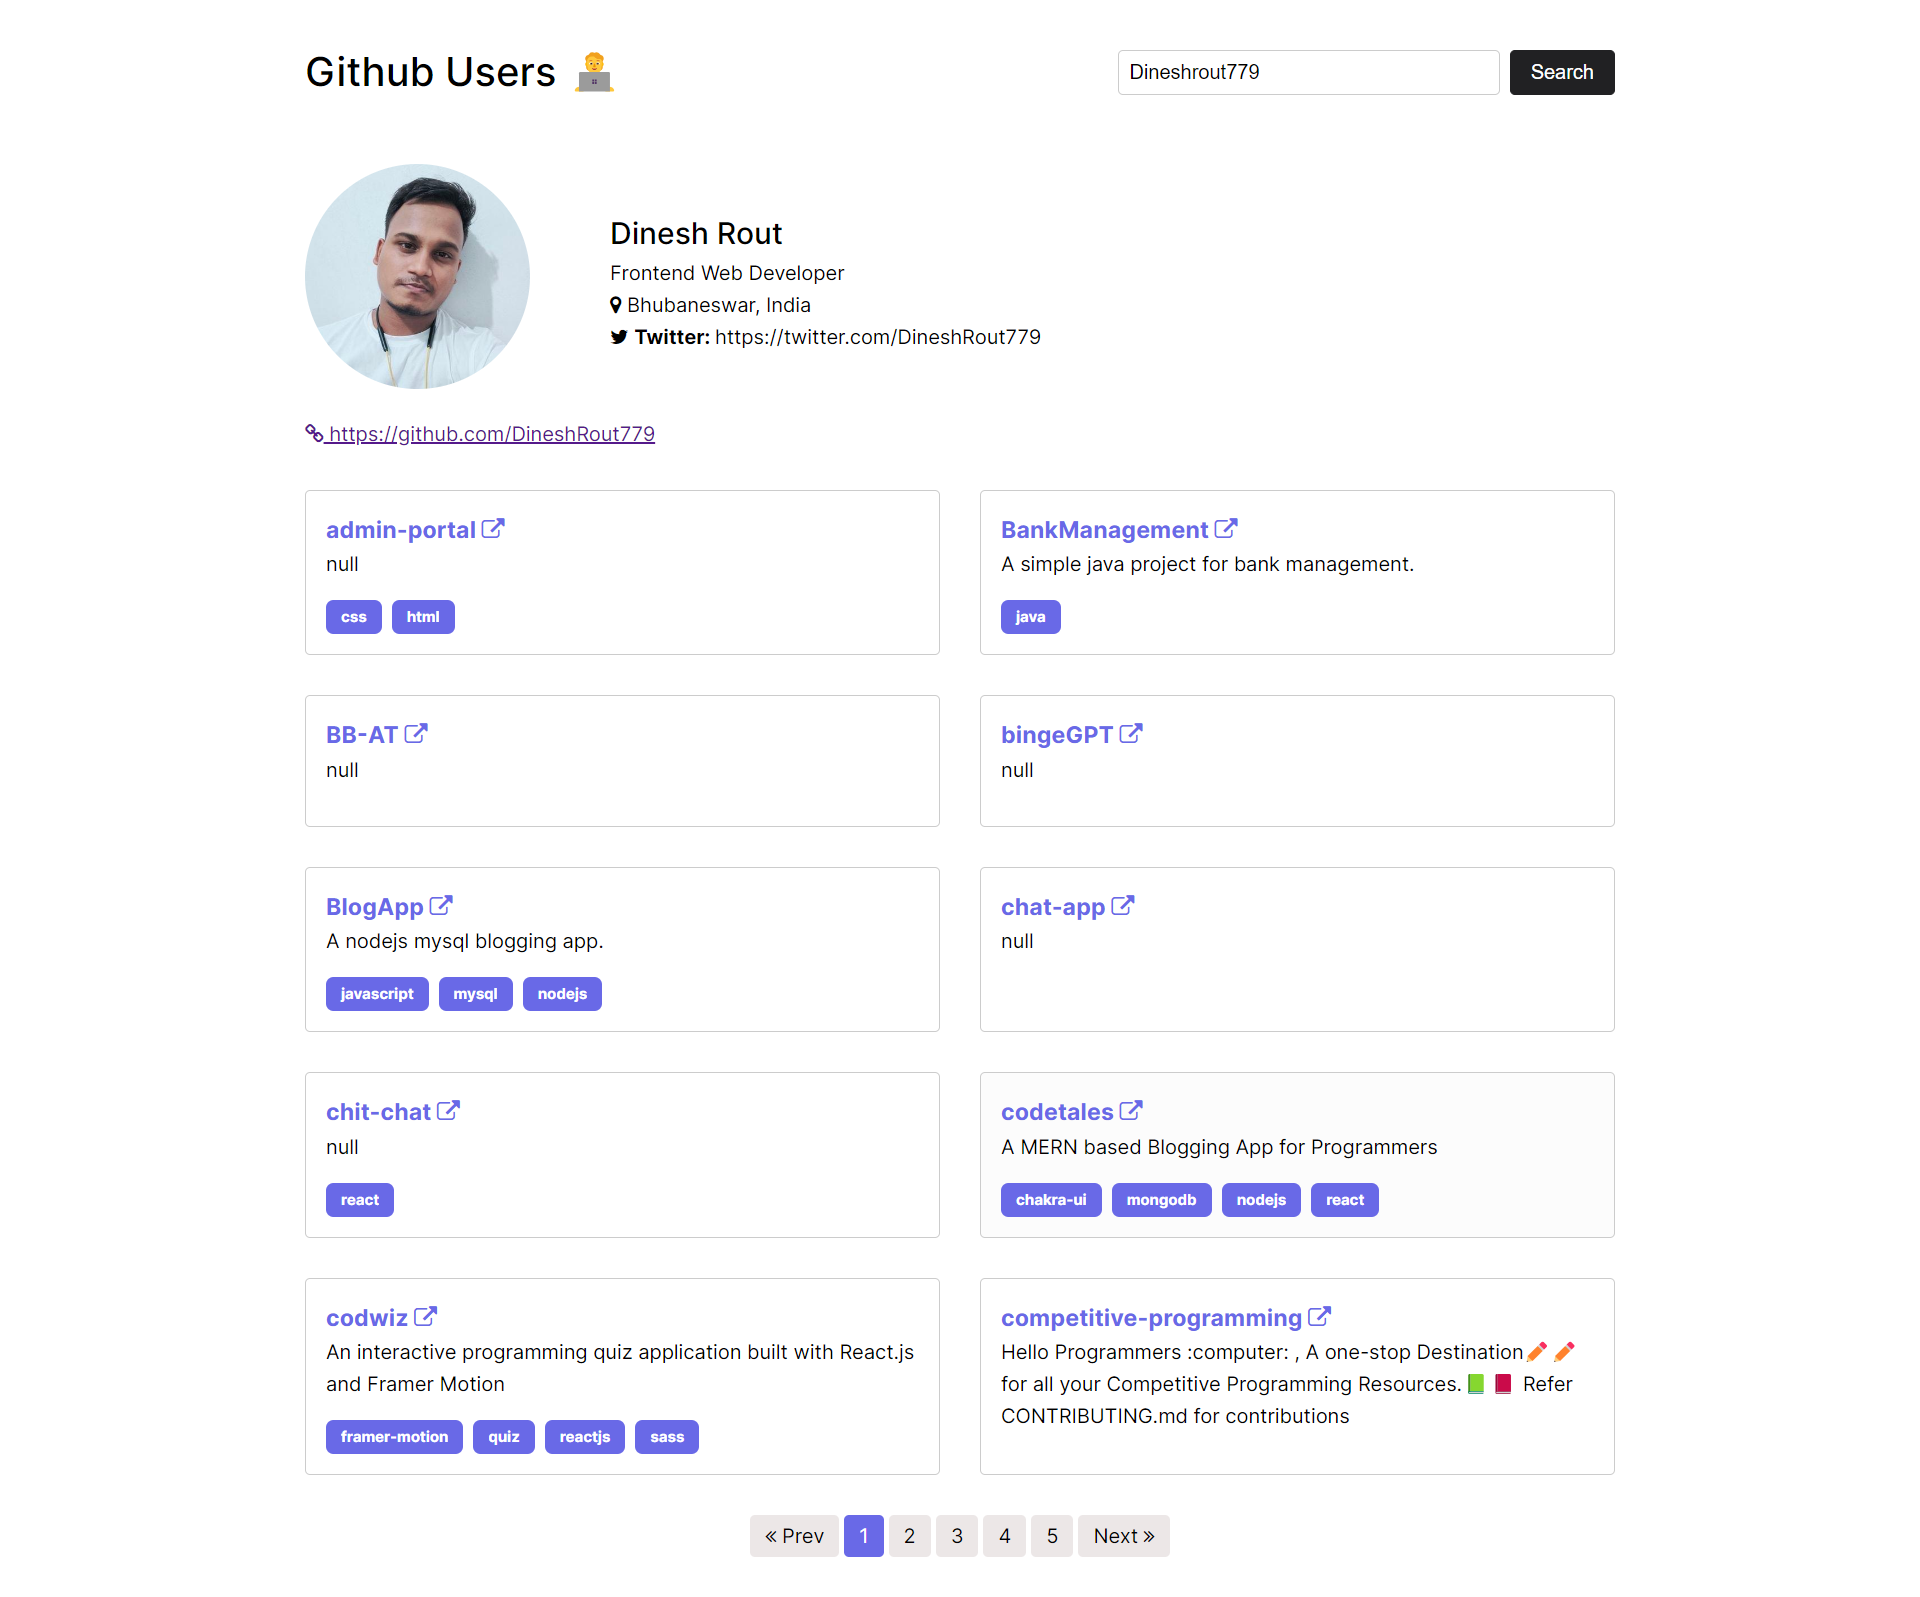 Github Users
Dineshrout779
Search
Dinesh Rout
Frontend Web Developer
Bhubaneswar, India
Twitter: https://twitter.com/DineshRout779
https://github.com/DineshRout779
admin-portal
null
css html
BankManagement
A simple java project for bank management.
java
BB-AT
null
bingeGPT
null
BlogApp
A nodejs mysql blogging app.
javascript mysql nodejs
chat-app
null
chit-chat
null
react
codetales
A MERN based Blogging App for Programmers
chakra-ui mongodb nodejs react
codwiz
An interactive programming quiz application built with React.js
and Framer Motion
framer-motion quiz reactjs sass
competitive-programming
Hello Programmers :computer: , A one-stop Destination✏️ ✏️
for all your Competitive Programming Resources.📗 📕 Refer
CONTRIBUTING.md for contributions
« Prev 1 2 3 4 5 Next »